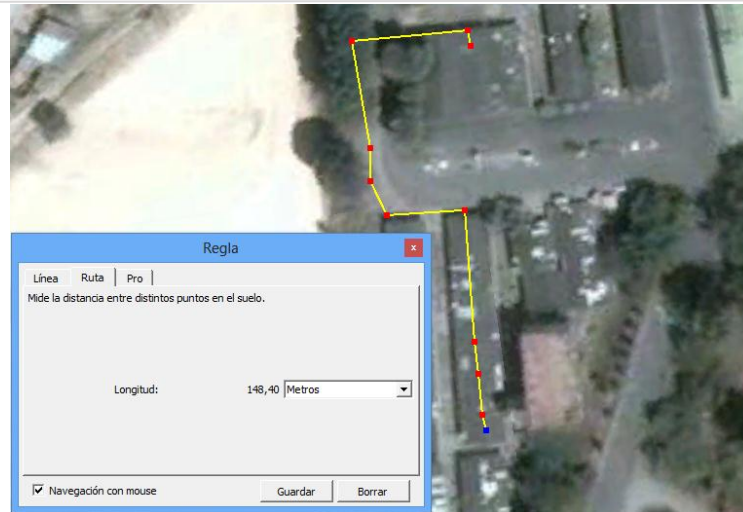 Regla
x
Línea Ruta Pro
Mide la distancia entre distintos puntos en el suelo.
Longitud: 148,40 Metros
Navegación con mouse Guardar Borrar